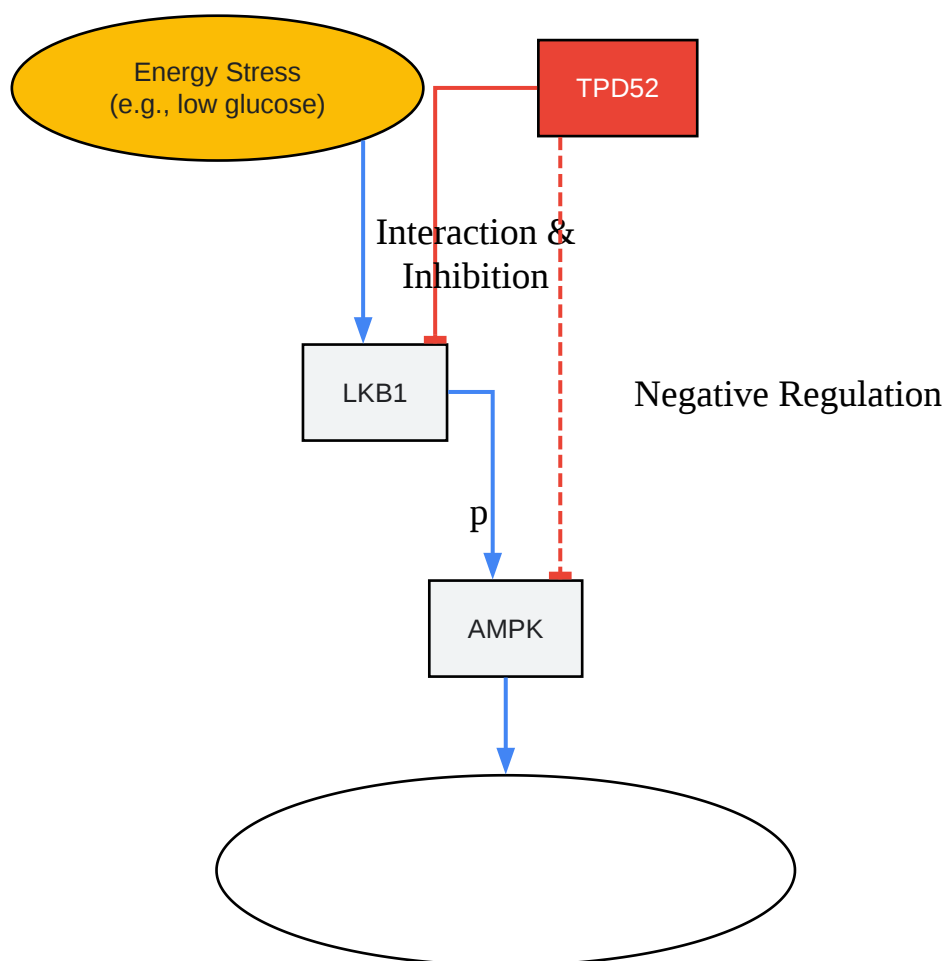 Energy Stress
(e.g., low glucose)
TPD52
Interaction &
Inhibition
LKB1
Negative Regulation
p
AMPK